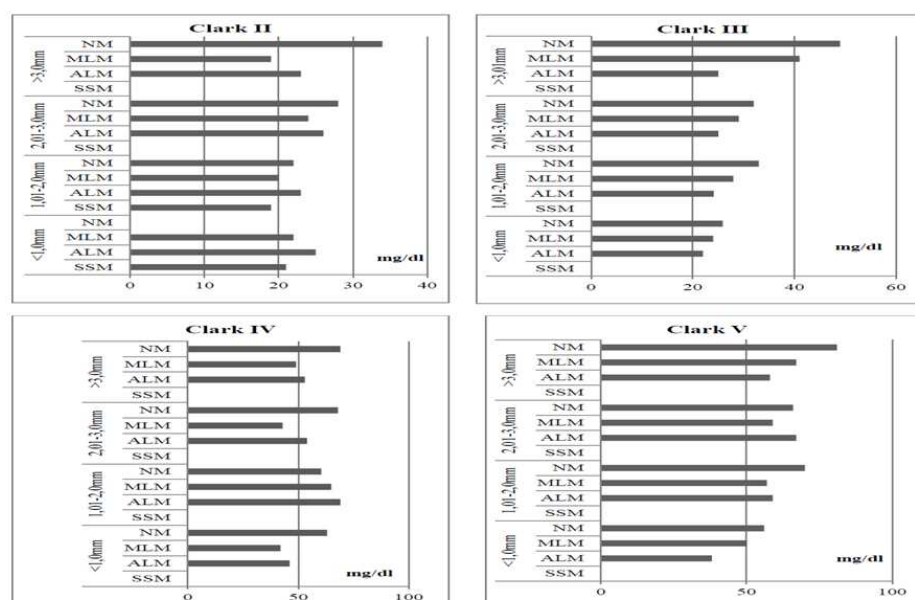 Clark II
>3,0mm
NM
MLM
ALM
SSM
2,01-3,0mm
NM
MLM
ALM
SSM
1,01-2,0mm
NM
MLM
ALM
SSM
<1,0mm
NM
MLM
ALM
SSM
mg/dl
0 10 20 30 40
Clark III
>3,01mm
NM
MLM
ALM
SSM
2,01-3,0mm
NM
MLM
ALM
SSM
1,01-2,0mm
NM
MLM
ALM
SSM
<1,0mm
NM
MLM
ALM
SSM
mg/dl
0 20 40 60
Clark IV
>3,0mm
NM
MLM
ALM
SSM
2,01-3,0mm
NM
MLM
ALM
SSM
1,01-2,0mm
NM
MLM
ALM
SSM
<1,0mm
NM
MLM
ALM
SSM
mg/dl
0 50 100
Clark V
>3,0mm
NM
MLM
ALM
SSM
2,01-3,0mm
NM
MLM
ALM
SSM
1,01-2,0mm
NM
MLM
ALM
SSM
<1,0mm
NM
MLM
ALM
SSM
mg/dl
0 50 100